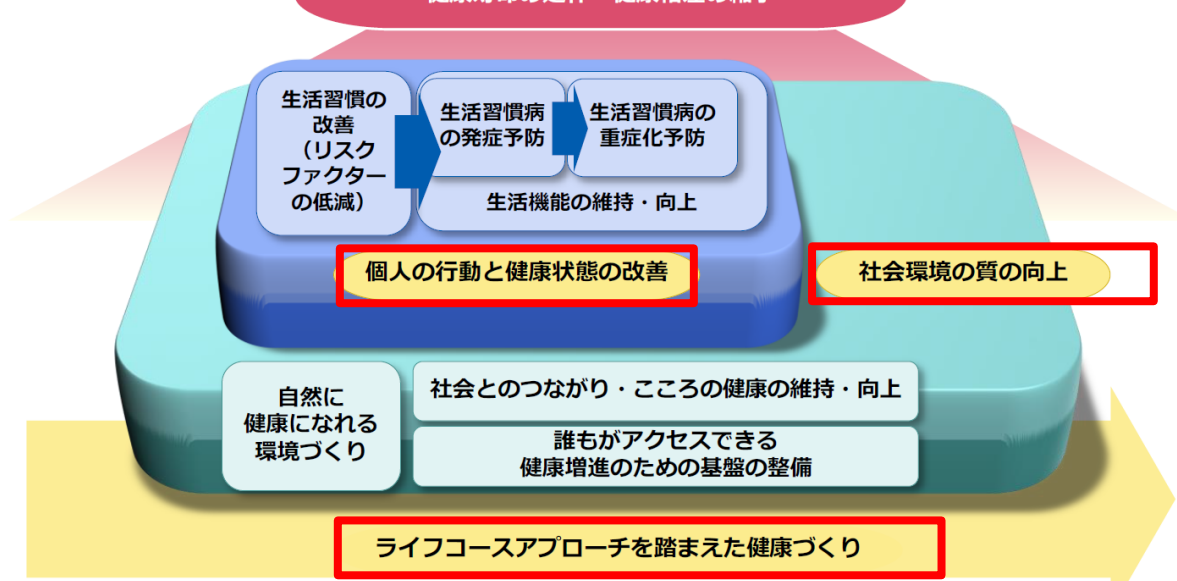 生活習慣の
改善
(リスク
ファクター
の低減)
生活習慣病
の発症予防
生活習慣病の
重症化予防
生活機能の維持・向上
個人の行動と健康状態の改善
社会環境の質の向上
自然に
健康になれる
環境づくり
社会とのつながり・こころの健康の維持・向上
誰もがアクセスできる
健康増進のための基盤の整備
ライフコースアプローチを踏まえた健康づくり